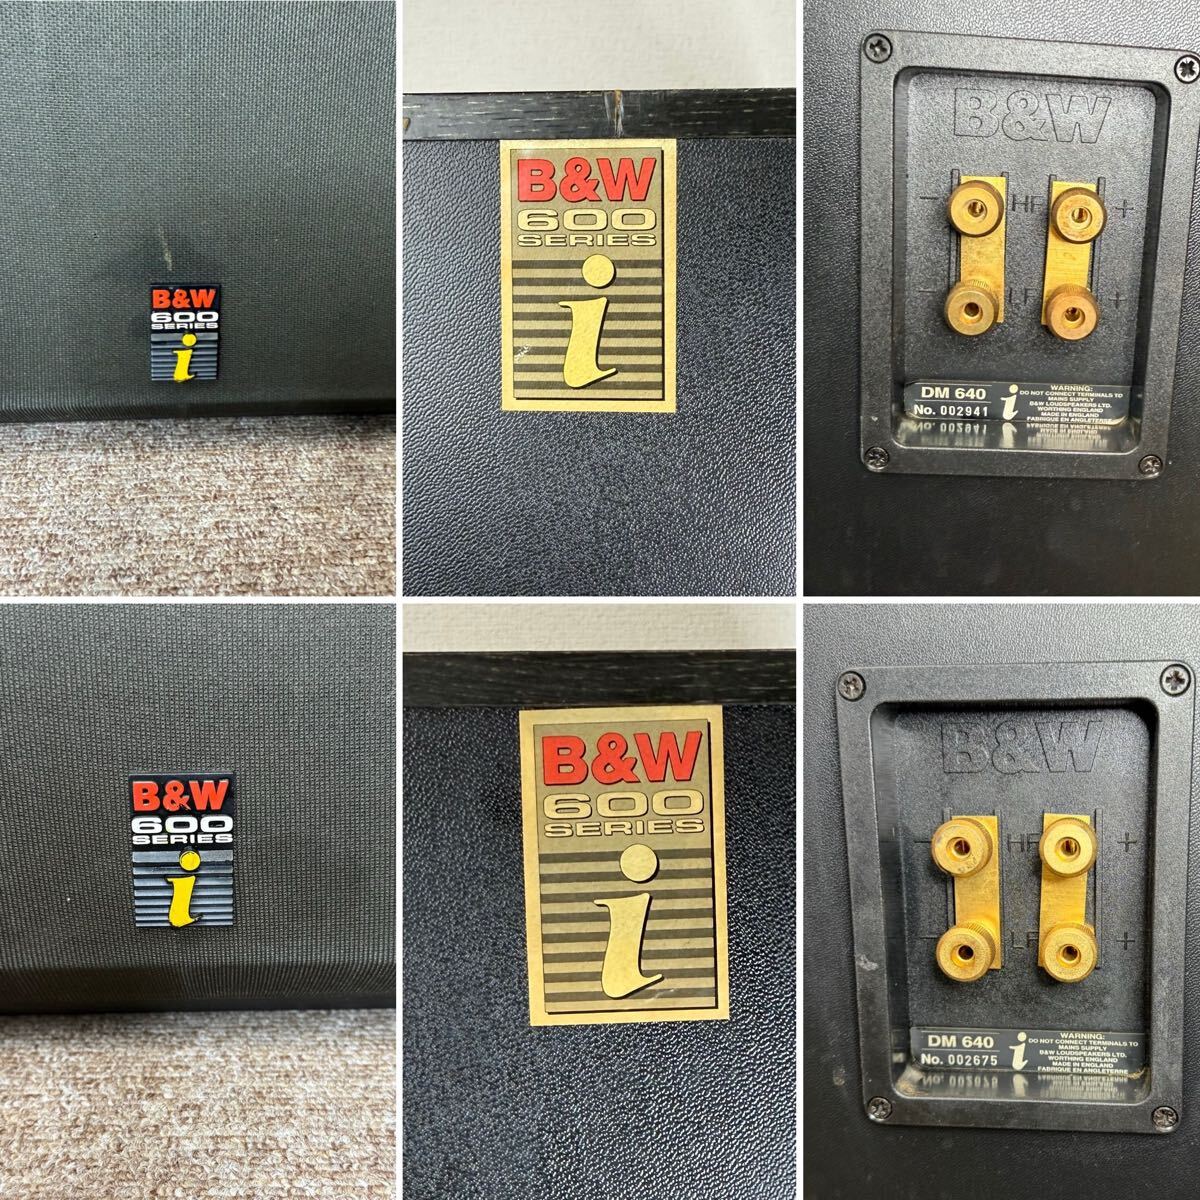 B&W
600
SERIES
i
B&W
600
SERIES
i
B&W
- HF +
- LF +
DM 640
No. 002941
i
WARNING:
DO NOT CONNECT TERMINALS TO
MAINS SUPPLY
B&W LOUDSPEAKERS LTD.
WORTHING ENGLAND
MADE IN ENGLAND
FABRIQUE EN ANGLETERRE
B&W
600
SERIES
i
B&W
600
SERIES
i
B&W
- HF +
- LF +
DM 640
No. 002675
i
WARNING:
DO NOT CONNECT TERMINALS TO
MAINS SUPPLY
B&W LOUDSPEAKERS LTD.
WORTHING ENGLAND
MADE IN ENGLAND
FABRIQUE EN ANGLETERRE